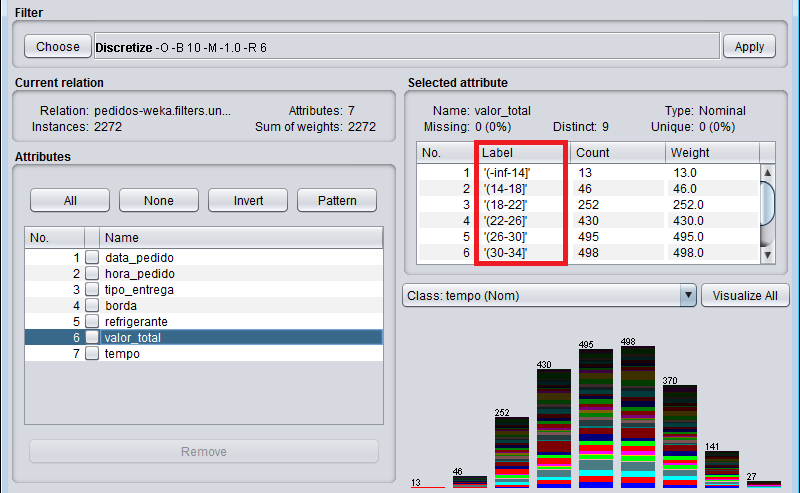 Filter
Choose Discretize -O -B 10 -M -1.0 -R 6 Apply
Current relation
Relation: pedidos-weka.filters.un... Attributes: 7
Instances: 2272 Sum of weights: 2272
Attributes
All None Invert Pattern
No. Name
1 data_pedido
2 hora_pedido
3 tipo_entrega
4 borda
5 refrigerante
6 valor_total
7 tempo
Remove
Selected attribute
Name: valor_total Type: Nominal
Missing: 0 (0%) Distinct: 9 Unique: 0 (0%)
No. Label Count Weight
1 '(-inf-14]' 13 13.0
2 '(14-18]' 46 46.0
3 '(18-22]' 252 252.0
4 '(22-26]' 430 430.0
5 '(26-30]' 495 495.0
6 '(30-34]' 498 498.0
Class: tempo (Nom) Visualize All
13 46 252 430 495 498 370 141 27